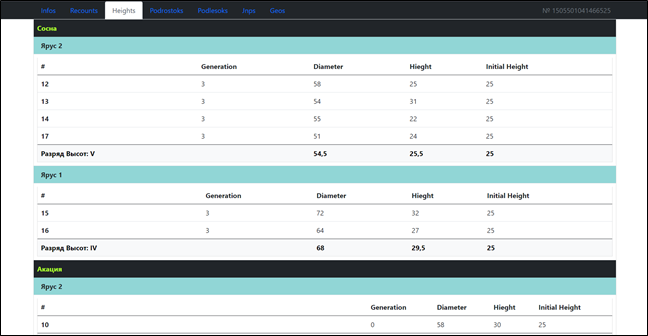 Infos Recounts Heights Podrostoks Podlesoks Jnps Geos № 1505501041466525
Сосна
Ярус 2
# Generation Diameter Hieght Initial Height
12 3 58 25 25
13 3 54 31 25
14 3 55 22 25
17 3 51 24 25
Разряд Высот: V 54,5 25,5 25
Ярус 1
# Generation Diameter Hieght Initial Height
15 3 72 32 25
16 3 64 27 25
Разряд Высот: IV 68 29,5 25
Акация
Ярус 2
# Generation Diameter Hieght Initial Height
10 0 58 30 25